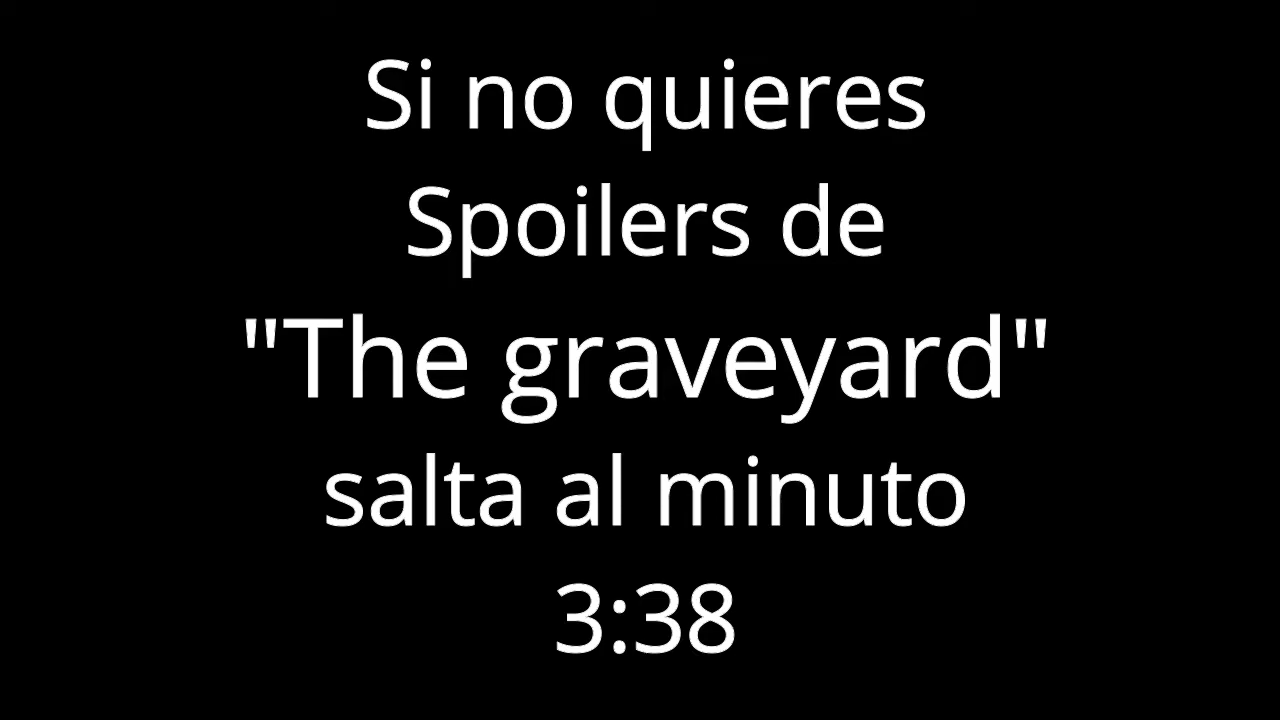 Si no quieres
Spoilers de
"The graveyard"
salta al minuto
3:38